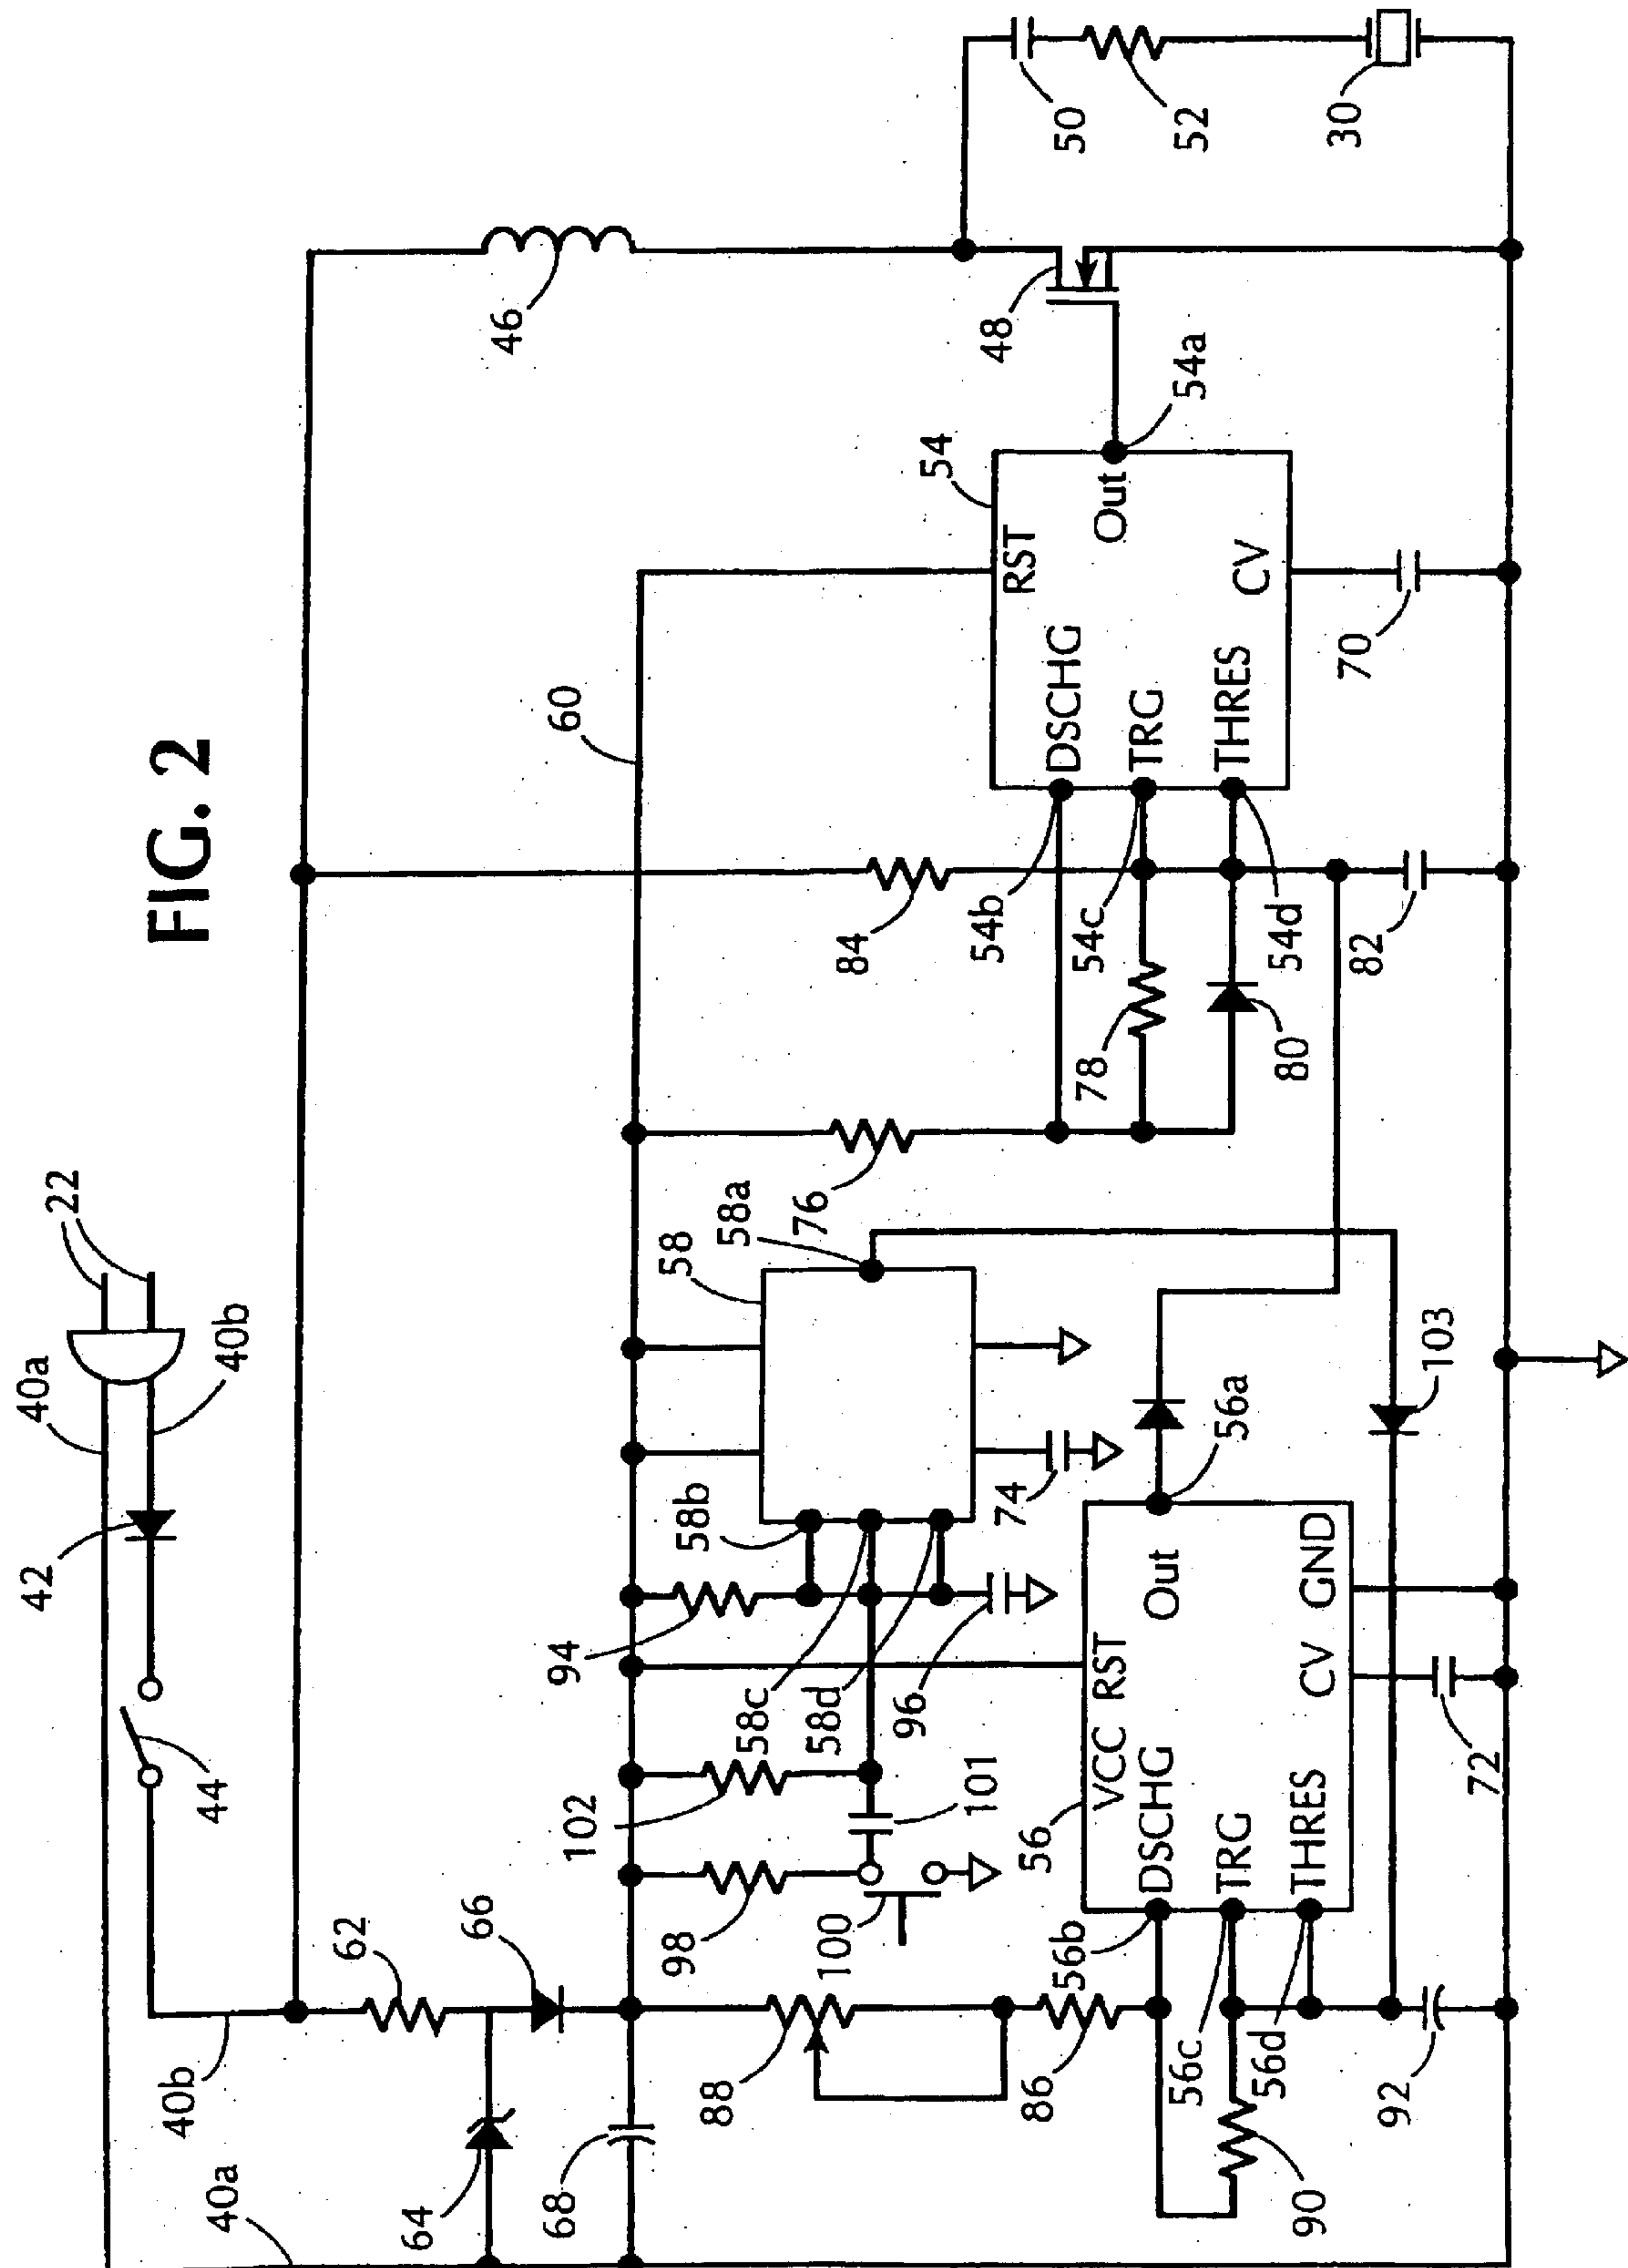 FIG. 2
22
40a
40b
42
44
40b
40a
62
64
66
68
60
46
48
50
52
30
54
54a
RST
Out
DSCHG
TRG
THRES
CV
54b
54c
54d
70
84
82
78
80
76
58
58a
58b
58c
58d
74
94
96
102
101
98
100
103
56
56a
VCC
RST
Out
DSCHG
TRG
THRES
CV
GND
56b
56c
56d
72
88
86
90
92